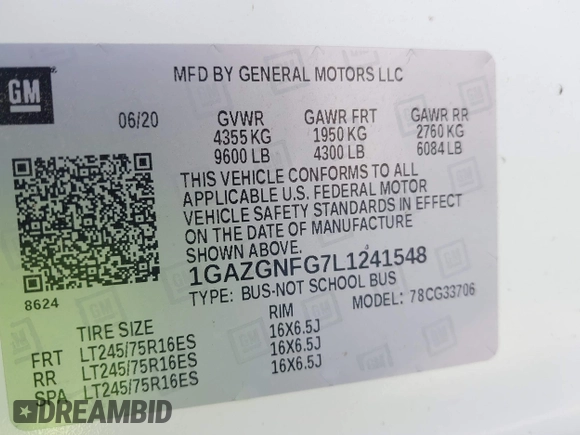 GM
MFD BY GENERAL MOTORS LLC
06/20 GVWR GAWR FRT GAWR RR
4355 KG 1950 KG 2760 KG
9600 LB 4300 LB 6084 LB
THIS VEHICLE CONFORMS TO ALL
APPLICABLE U.S. FEDERAL MOTOR
VEHICLE SAFETY STANDARDS IN EFFECT
ON THE DATE OF MANUFACTURE
SHOWN ABOVE.
1GAZGNFG7L1241548
8624
TYPE: BUS-NOT SCHOOL BUS
MODEL: 78CG33706
TIRE SIZE RIM
FRT LT245/75R16ES 16X6.5J
RR LT245/75R16ES 16X6.5J
SPA LT245/75R16ES 16X6.5J
DREAMBID